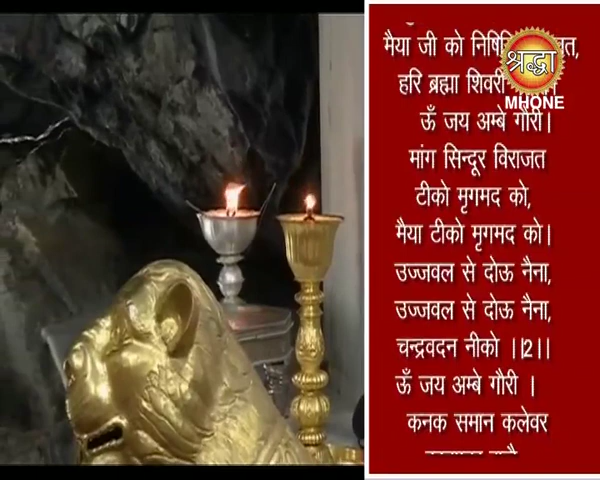 मैया जी को
हरि ब्रह्मा
श्रद्धा
MHONE
ऊँ जय अम्बे गौरी।
मांग सिन्दूर विराजत
टीको मृगमद को,
मैया टीको मृगमद को।
उज्जवल से दोऊ नैना,
उज्जवल से दोऊ नैना,
चन्द्रवदन नीको ।।2।।
ऊँ जय अम्बे गौरी ।
कनक समान कलेवर